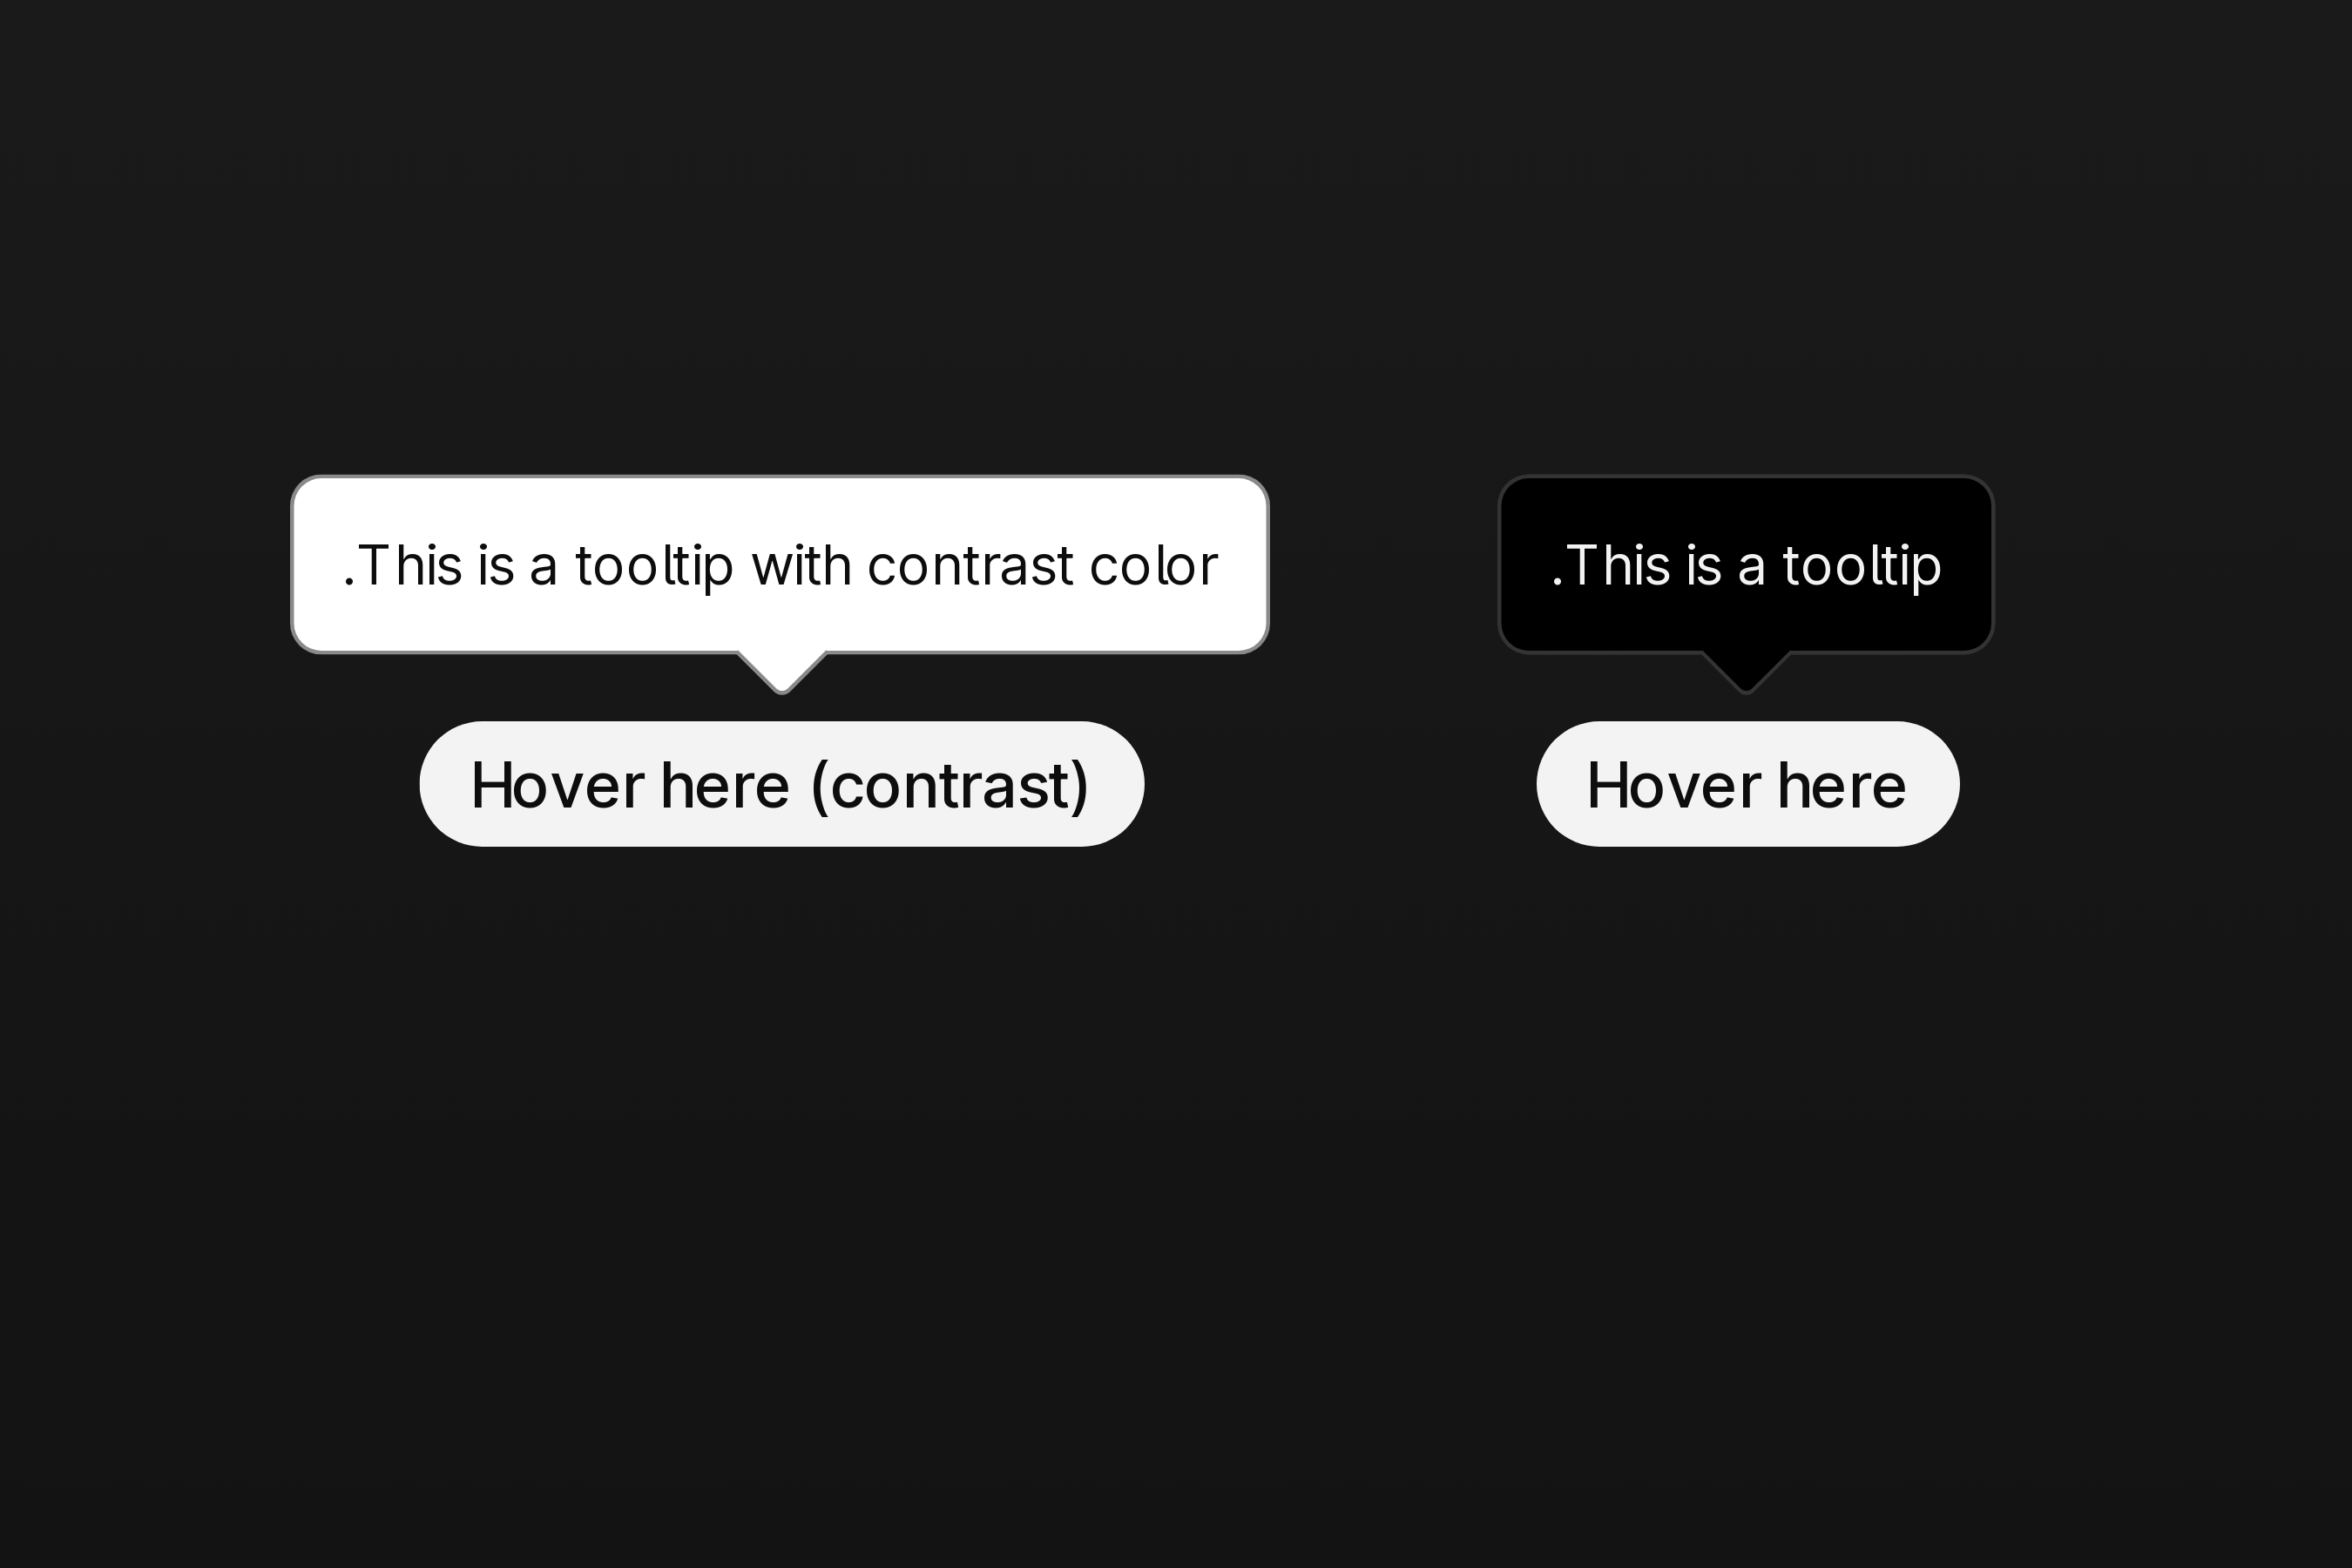 .This is a tooltip with contrast color
.This is a tooltip
Hover here (contrast)
Hover here